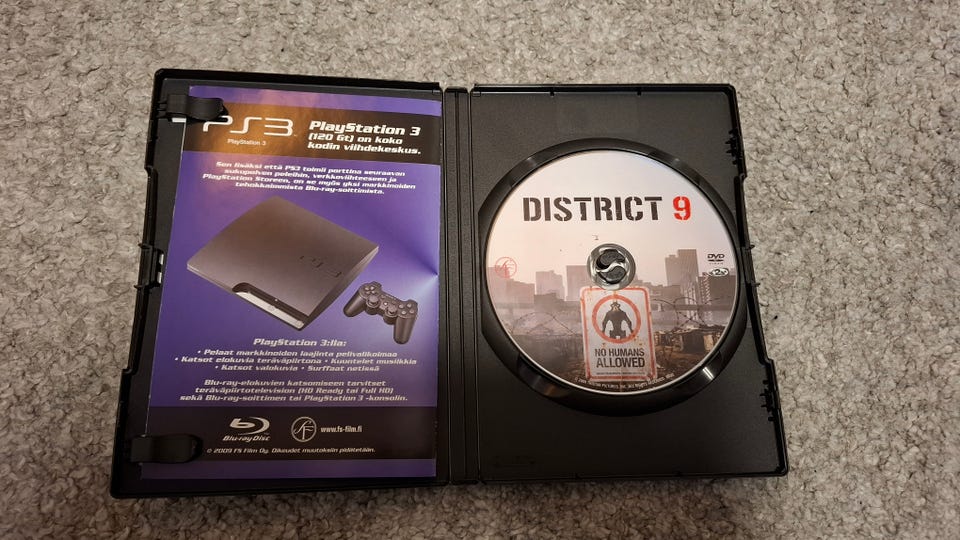 PS3
PlayStation 3
PlayStation 3
(120 Gt) on koko
kodin viihdekeskus.
Sen lisäksi että PS3 toimii porttina seuraavan
sukupolven peleihin, verkkoviihteeseen ja
PlayStation Storeen, on se myös yksi markkinoiden
tehokkaimmista Blu-ray-soittimista.
PS3
PlayStation 3:lla:
• Pelaat markkinoiden laajinta pelivalikoimaa
• Katsot elokuvia teräväpiirtona • Kuuntelet musiikkia
• Katsot valokuvia • Surffaat netissä
Blu-ray-elokuvien katsomiseen tarvitset
teräväpiirtotelevision (HD Ready tai Full HD)
sekä Blu-ray-soittimen tai PlayStation 3 -konsolin.
Blu-ray Disc
SF
www.fs-film.fi
© 2009 FS Film Oy. Oikeudet muutoksiin pidätetään.
DISTRICT 9
DVD
VIDEO
NO HUMANS
ALLOWED